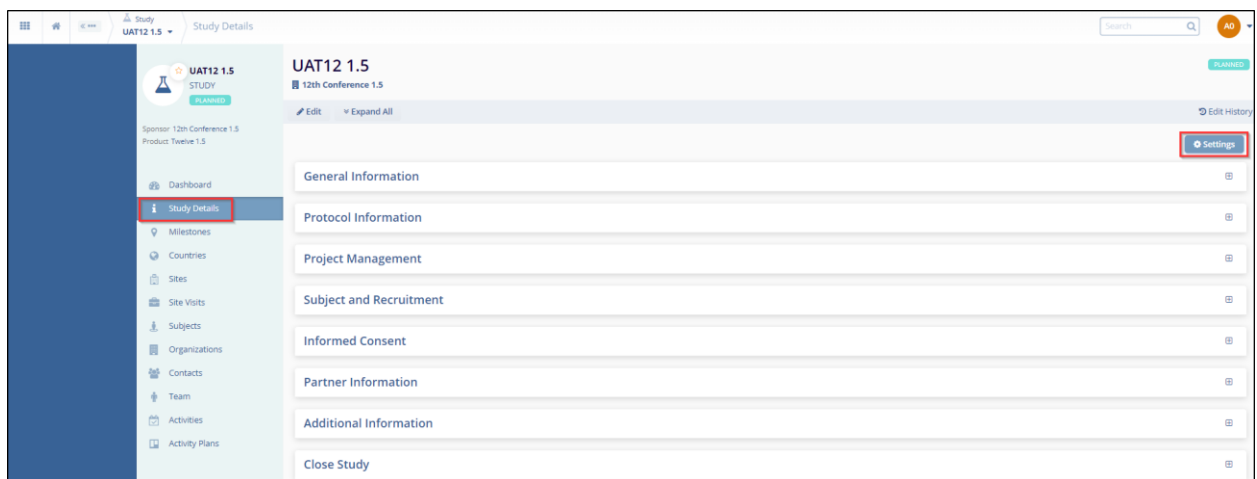 Study
UAT12 1.5
Study Details
Search
AO
UAT12 1.5
STUDY
PLANNED
Sponsor 12th Conference 1.5
Product Twelve 1.5
Dashboard
Study Details
Milestones
Countries
Sites
Site Visits
Subjects
Organizations
Contacts
Team
Activities
Activity Plans
UAT12 1.5
12th Conference 1.5
PLANNED
Edit Expand All Edit History
Settings
General Information
Protocol Information
Project Management
Subject and Recruitment
Informed Consent
Partner Information
Additional Information
Close Study